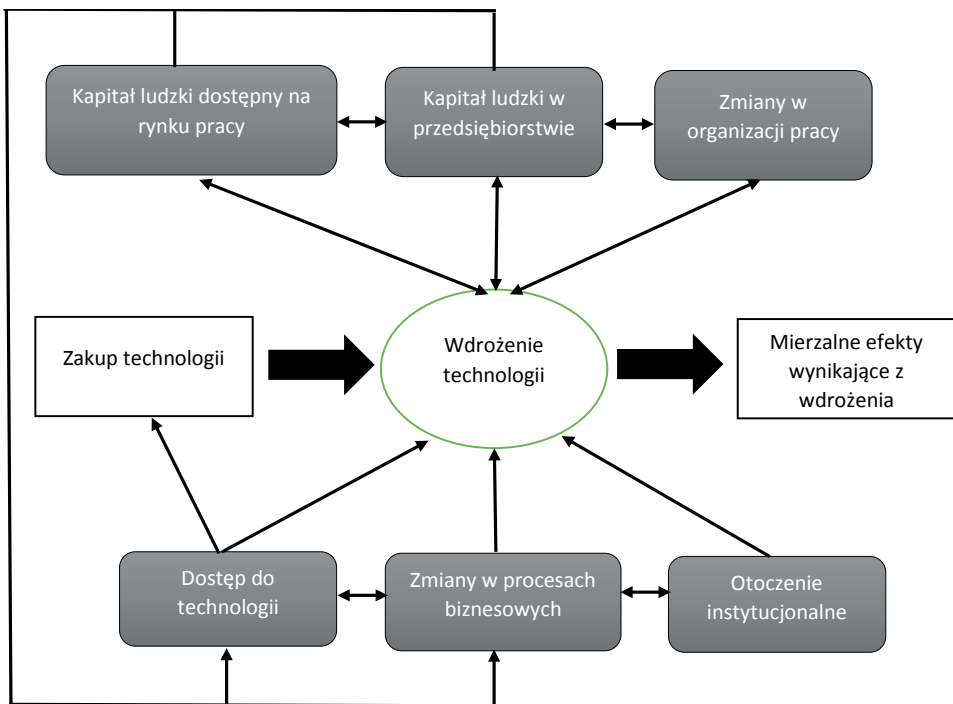 Kapitał ludzki dostępny na
rynku pracy
Kapitał ludzki w
przedsiębiorstwie
Zmiany w
organizacji pracy
Zakup technologii
Wdrożenie
technologii
Mierzalne efekty
wynikające z
wdrożenia
Dostęp do
technologii
Zmiany w procesach
biznesowych
Otoczenie
instytucjonalne